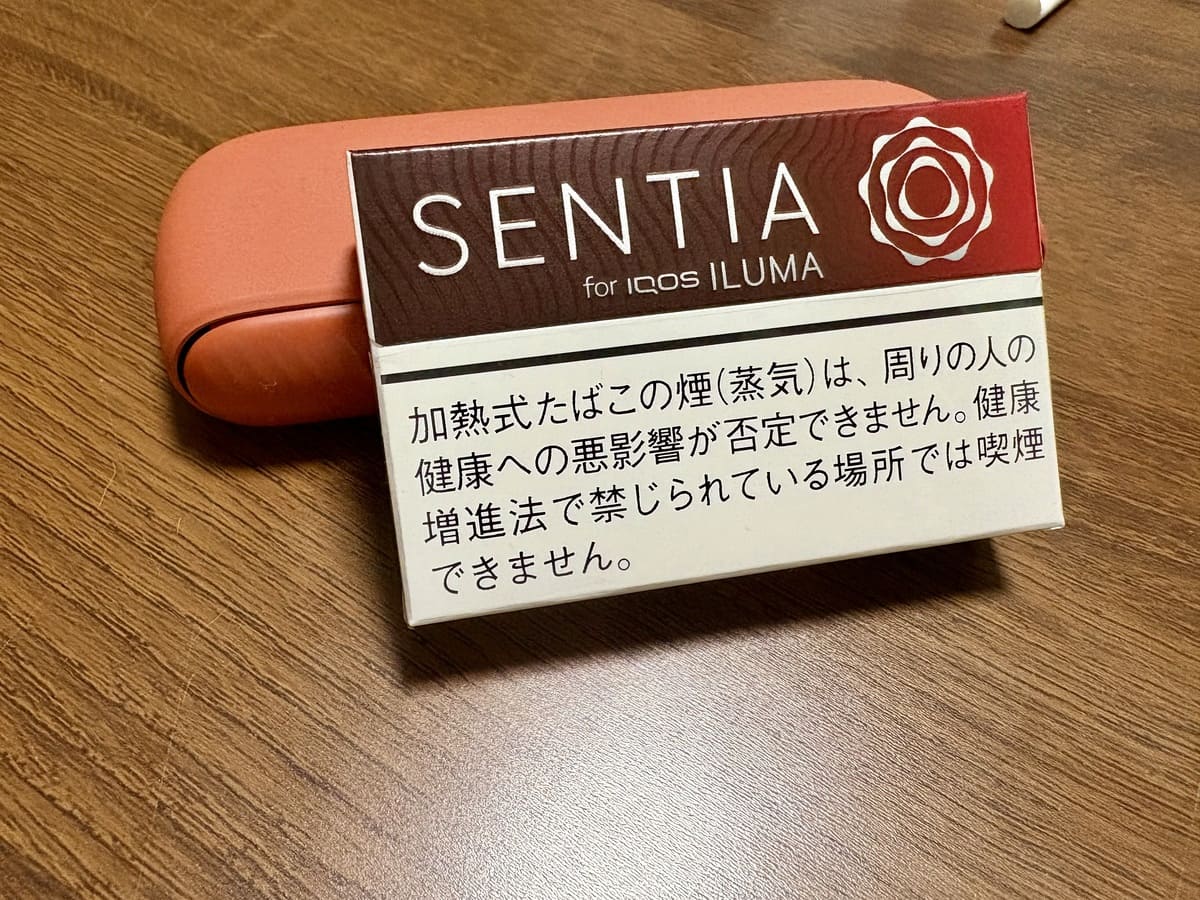 SENTIA
for IQOS ILUMA
加熱式たばこの煙(蒸気)は、周りの人の
健康への悪影響が否定できません。健康
増進法で禁じられている場所では喫煙
できません。